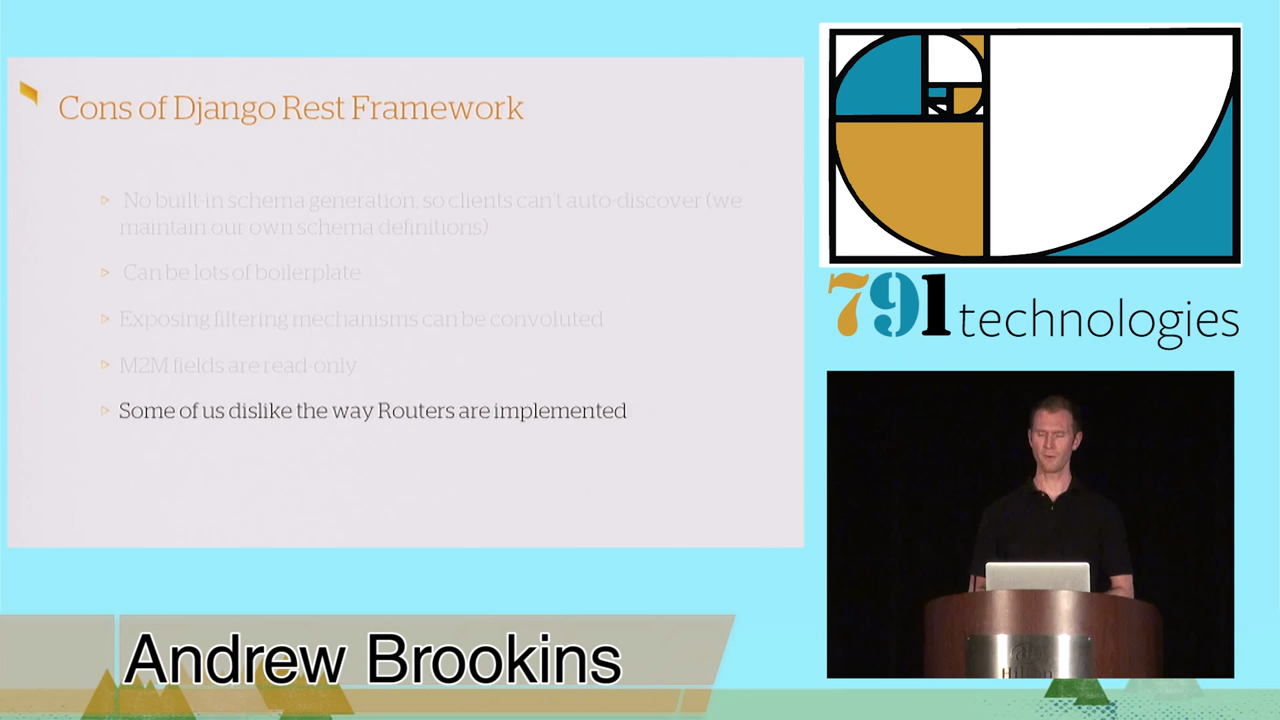 Cons of Django Rest Framework
No built-in schema generation, so clients can't auto-discover (we
maintain our own schema definitions)
Can be lots of boilerplate
Exposing filtering mechanisms can be convoluted
M2M fields are read-only
Some of us dislike the way Routers are implemented
791 technologies
Andrew Brookins